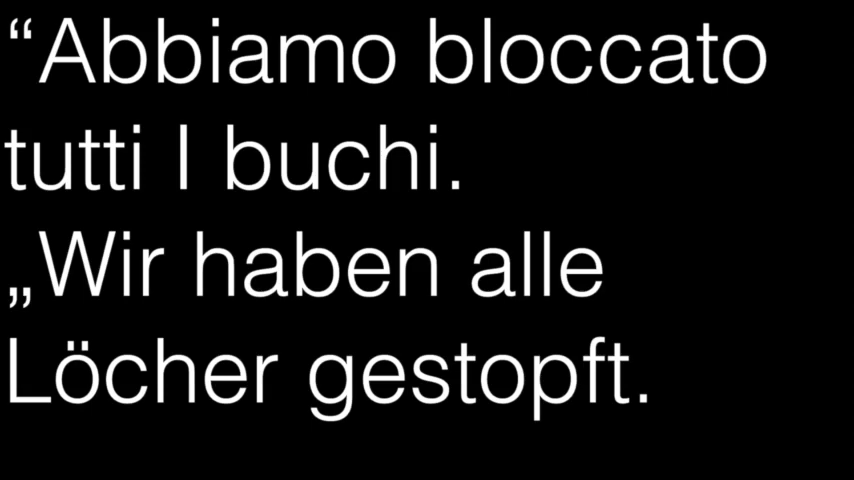 “Abbiamo bloccato
tutti I buchi.
„Wir haben alle
Löcher gestopft.